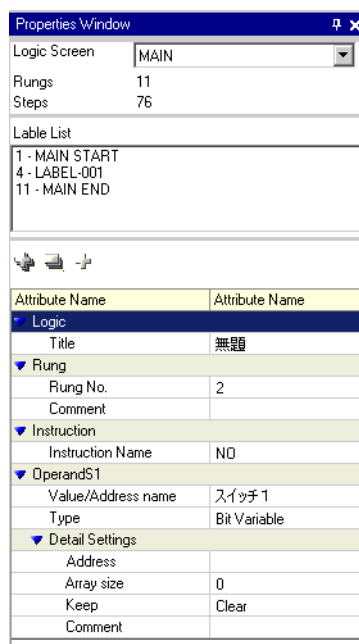 Properties Window
Logic Screen MAIN
Rungs 11
Steps 76
Lable List
1 - MAIN START
4 - LABEL-001
11 - MAIN END
Attribute Name Attribute Name
Logic
Title 無題
Rung
Rung No. 2
Comment
Instruction
Instruction Name NO
OperandS1
Value/Address name スイッチ1
Type Bit Variable
Detail Settings
Address
Array size 0
Keep Clear
Comment